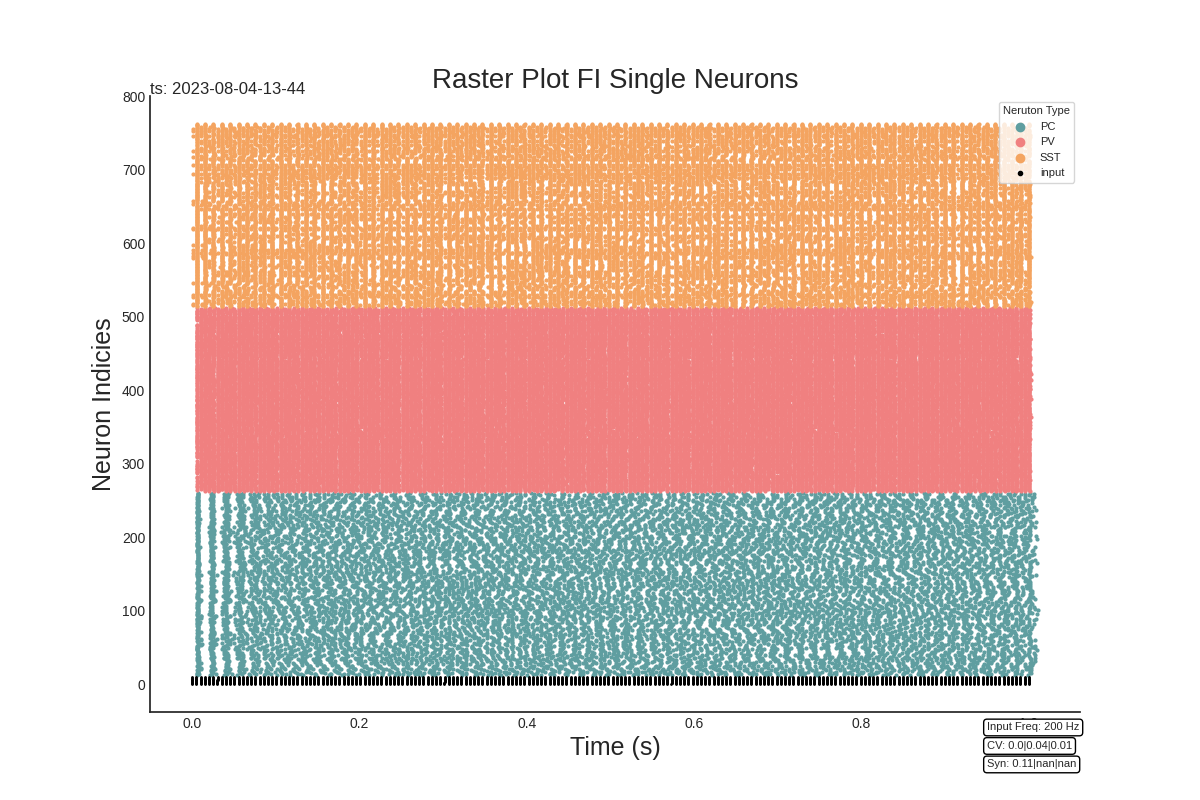 Raster Plot FI Single Neurons
ts: 2023-08-04-13-44
Neruton Type
PC
PV
SST
input
800
700
600
500
400
300
200
100
0
Neuron Indicies
0.0 0.2 0.4 0.6 0.8
Time (s)
Input Freq: 200 Hz
CV: 0.0|0.04|0.01
Syn: 0.11|nan|nan